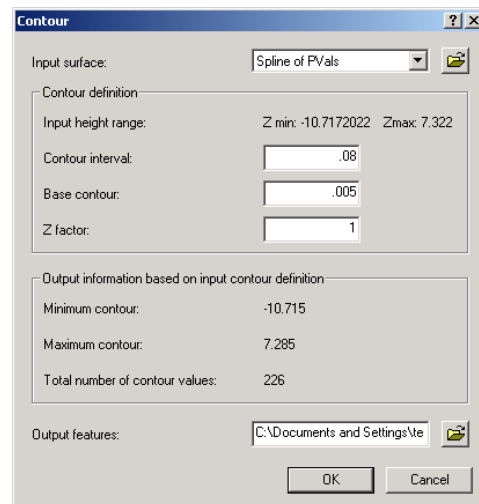 Contour
Input surface: Spline of PVals
Contour definition
Input height range: Z min: -10.7172022 Zmax: 7.322
Contour interval: .08
Base contour: .005
Z factor: 1
Output information based on input contour definition
Minimum contour: -10.715
Maximum contour: 7.285
Total number of contour values: 226
Output features: C:\Documents and Settings\te
OK Cancel